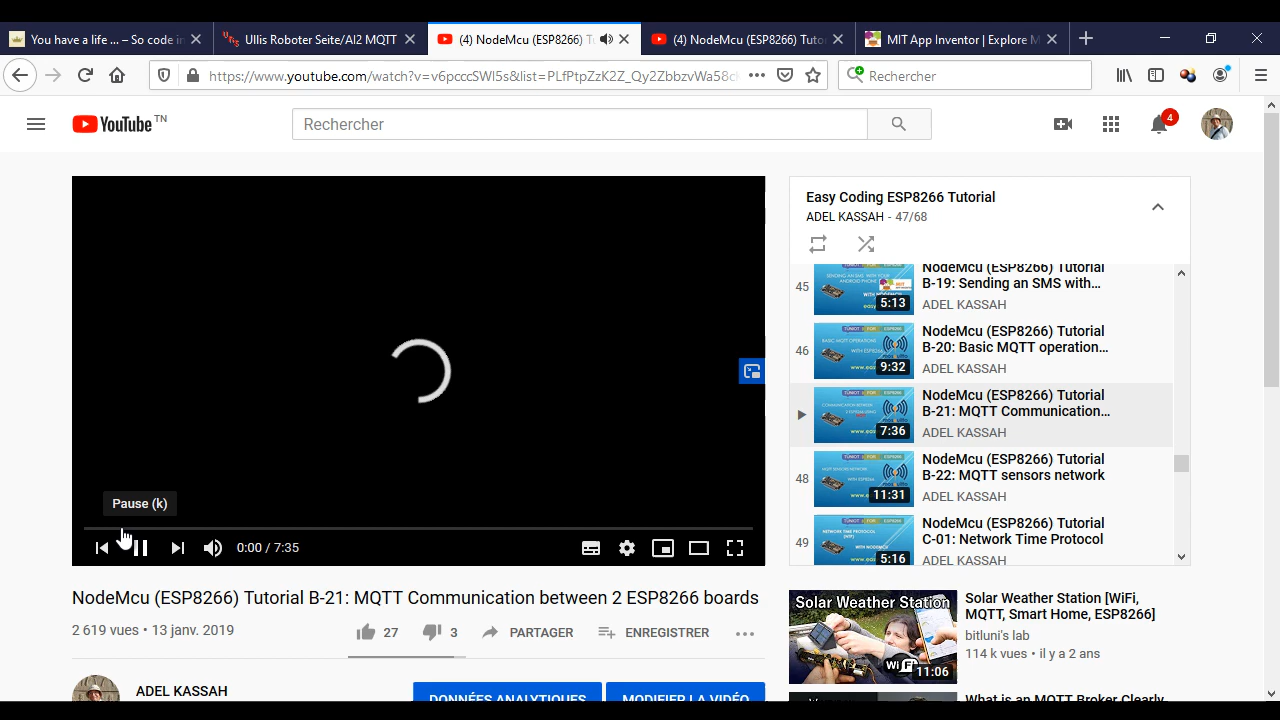 You have a life ... – So code in
Ullis Roboter Seite/AI2 MQTT
(4) NodeMcu (ESP8266) T
(4) NodeMcu (ESP8266) Tutor
MIT App Inventor | Explore M
https://www.youtube.com/watch?v=v6pcccSWI5s&list=PLfPtpZzK2Z_Qy2ZbbzvWa58c
Rechercher
YouTube TN
Rechercher
4
Easy Coding ESP8266 Tutorial
ADEL KASSAH - 47/68
45
5:13
NodeMcu (ESP8266) Tutorial
B-19: Sending an SMS with...
ADEL KASSAH
46
9:32
NodeMcu (ESP8266) Tutorial
B-20: Basic MQTT operation...
ADEL KASSAH
7:36
NodeMcu (ESP8266) Tutorial
B-21: MQTT Communication...
ADEL KASSAH
48
11:31
NodeMcu (ESP8266) Tutorial
B-22: MQTT sensors network
ADEL KASSAH
49
5:16
NodeMcu (ESP8266) Tutorial
C-01: Network Time Protocol
ADEL KASSAH
Pause (k)
0:00 / 7:35
NodeMcu (ESP8266) Tutorial B-21: MQTT Communication between 2 ESP8266 boards
2 619 vues • 13 janv. 2019
27
3
PARTAGER
ENREGISTRER
ADEL KASSAH
DONNÉES ANALYTIQUES
MODIFIER LA VIDÉO
Solar Weather Station
WiFi
11:06
Solar Weather Station [WiFi,
MQTT, Smart Home, ESP8266]
bitluni's lab
114 k vues • il y a 2 ans
What is an MQTT Broker Clearly